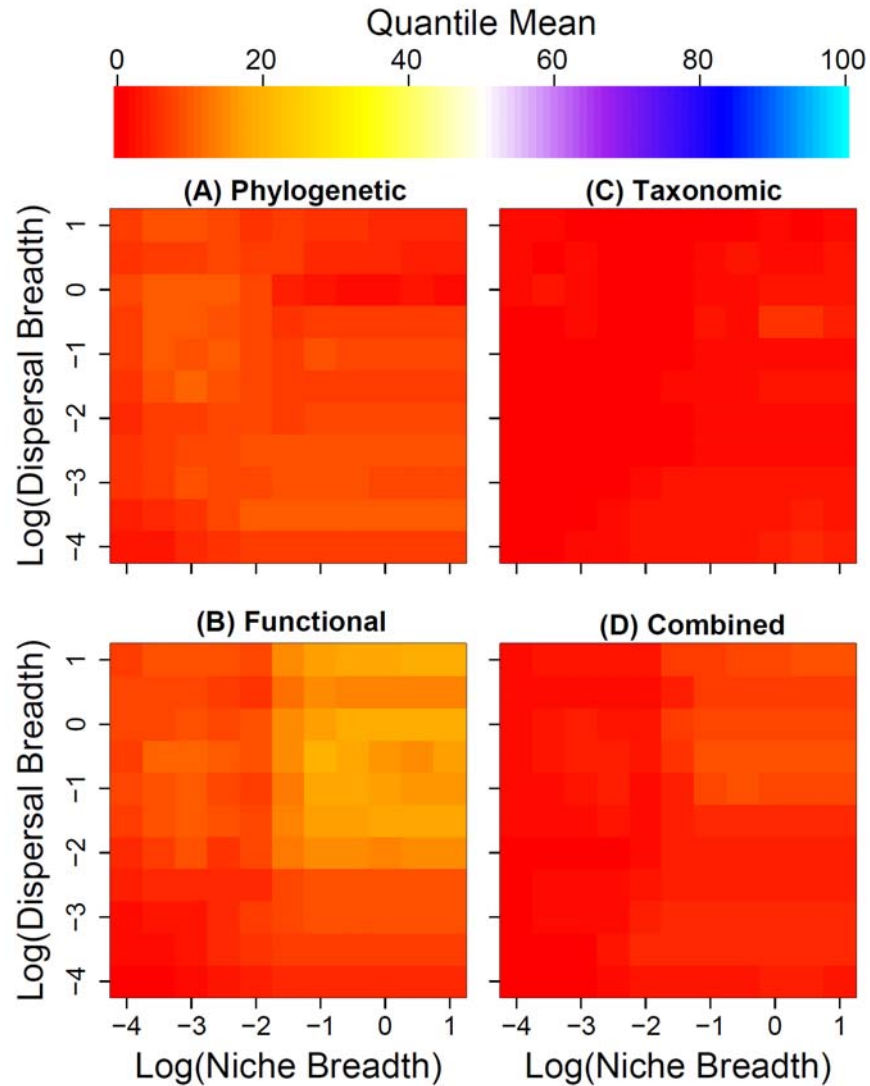 Quantile Mean
0 20 40 60 80 100
(A) Phylogenetic
(C) Taxonomic
Log(Dispersal Breadth)
1
0
−1
−2
−3
−4
(B) Functional
(D) Combined
Log(Dispersal Breadth)
1
0
−1
−2
−3
−4
−4 −3 −2 −1 0 1
−4 −3 −2 −1 0 1
Log(Niche Breadth)
Log(Niche Breadth)